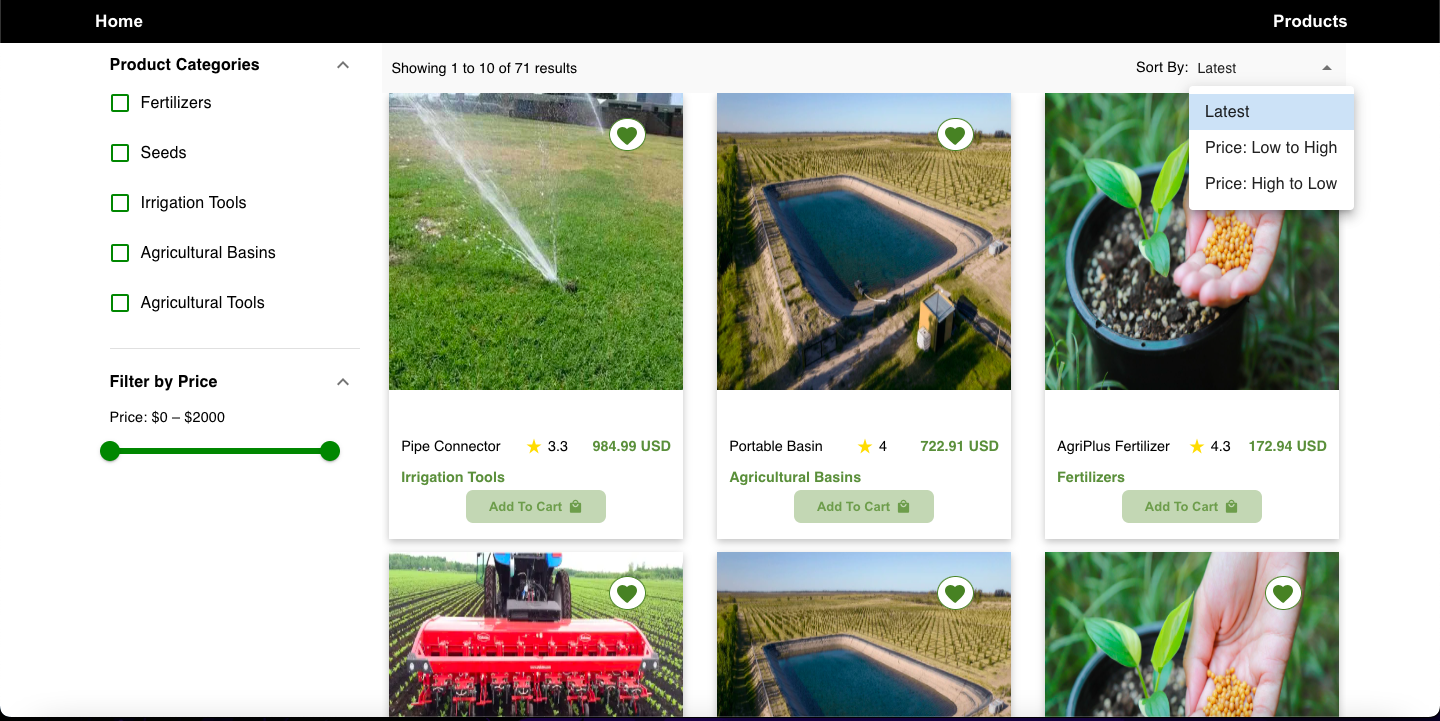 Home
Products
Product Categories
Fertilizers
Seeds
Irrigation Tools
Agricultural Basins
Agricultural Tools
Filter by Price
Price: $0 – $2000
Showing 1 to 10 of 71 results
Sort By: Latest
Latest
Price: Low to High
Price: High to Low
Pipe Connector 3.3 984.99 USD
Irrigation Tools
Add To Cart
Portable Basin 4 722.91 USD
Agricultural Basins
Add To Cart
AgriPlus Fertilizer 4.3 172.94 USD
Fertilizers
Add To Cart